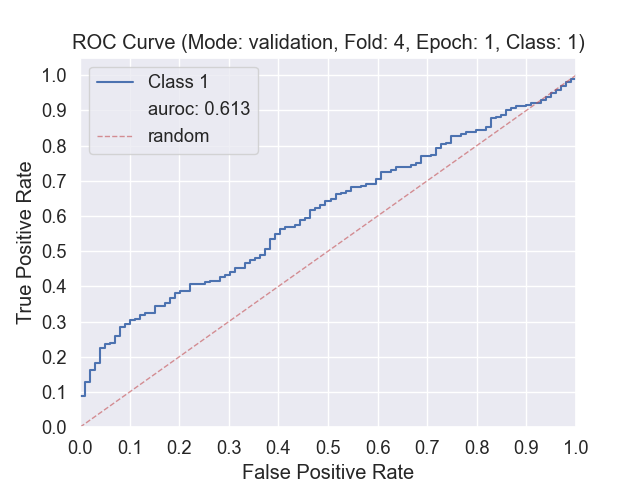 ROC Curve (Mode: validation, Fold: 4, Epoch: 1, Class: 1)
Class 1
auroc: 0.613
random
True Positive Rate
1.0
0.9
0.8
0.7
0.6
0.5
0.4
0.3
0.2
0.1
0.0
0.0 0.1 0.2 0.3 0.4 0.5 0.6 0.7 0.8 0.9 1.0
False Positive Rate